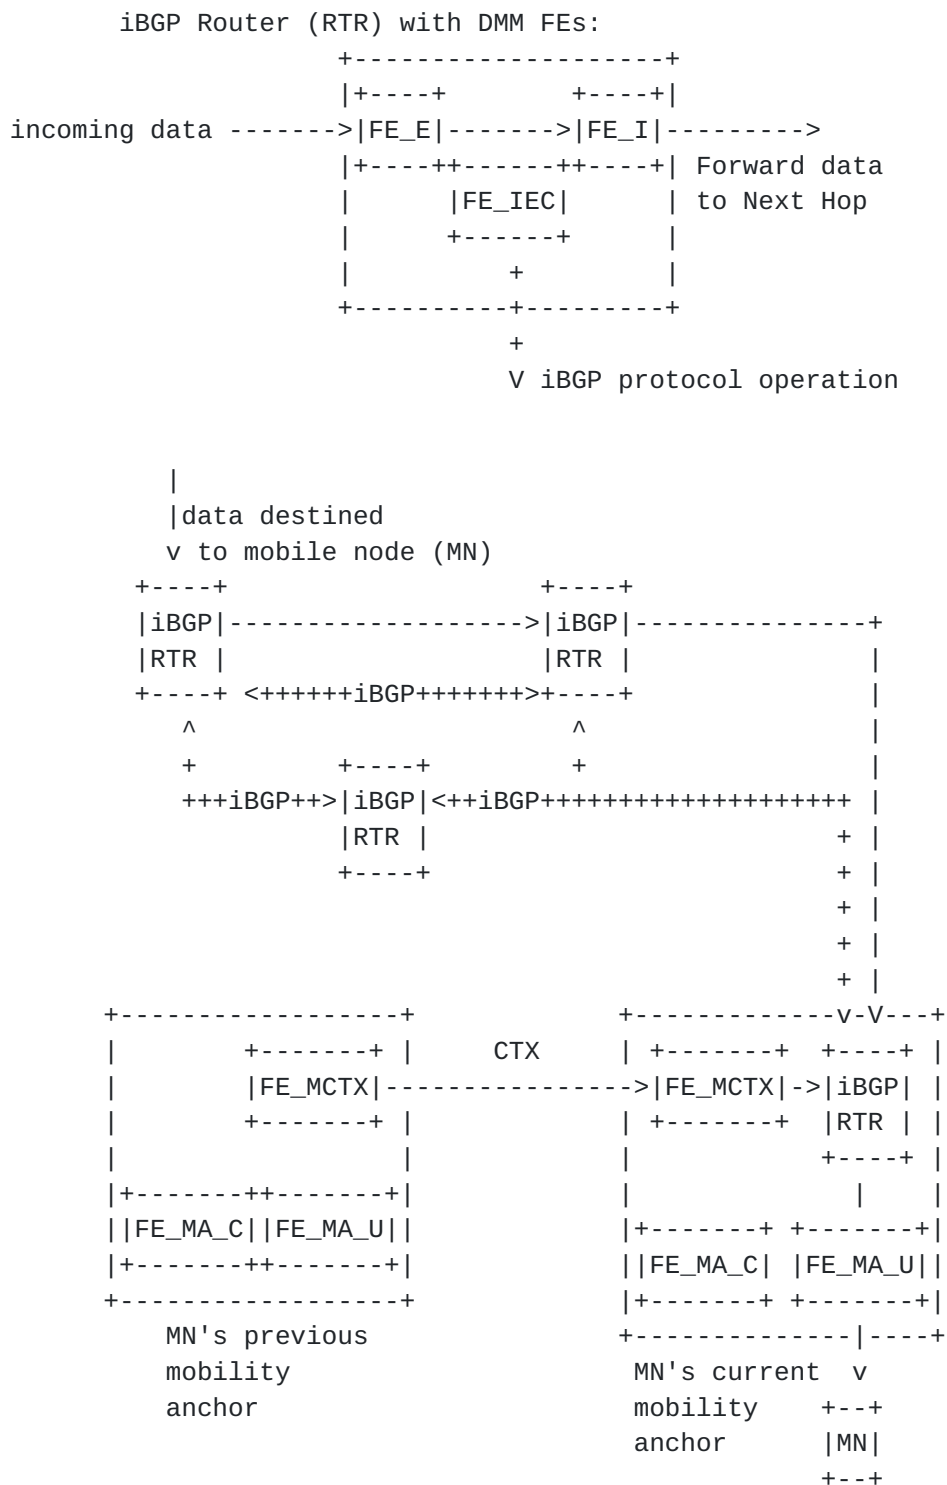 iBGP Router (RTR) with DMM FEs:
+--------------------+
|+----+        +----+|
incoming data ------->|FE_E|------->|FE_I|--------->
|+----++------++----+| Forward data
|      |FE_IEC|      | to Next Hop
|      +------+      |
|          +         |
+----------+---------+
+
V iBGP protocol operation
|
|data destined
v to mobile node (MN)
+----+                    +----+
|iBGP|------------------->|iBGP|---------------+
|RTR |                    |RTR |               |
+----+ <++++++iBGP+++++++>+----+               |
^                        ^                  |
+         +----+         +                  |
+++iBGP++>|iBGP|<++iBGP++++++++++++++++++++ |
|RTR |                          + |
+----+                          + |
+ |
+ |
+ |
+------------------+             +-------------v-V---+
|        +-------+ |     CTX     | +-------+  +----+ |
|        |FE_MCTX|---------------->|FE_MCTX|->|iBGP| |
|        +-------+ |             | +-------+  |RTR | |
|                  |             |            +----+ |
|+-------++-------+|             |              |    |
||FE_MA_C||FE_MA_U||             |+-------+ +-------+|
|+-------++-------+|             ||FE_MA_C| |FE_MA_U||
+------------------+             |+-------+ +-------+|
MN's previous                +--------------|----+
mobility                      MN's current  v
anchor                        mobility    +--+
anchor      |MN|
+--+